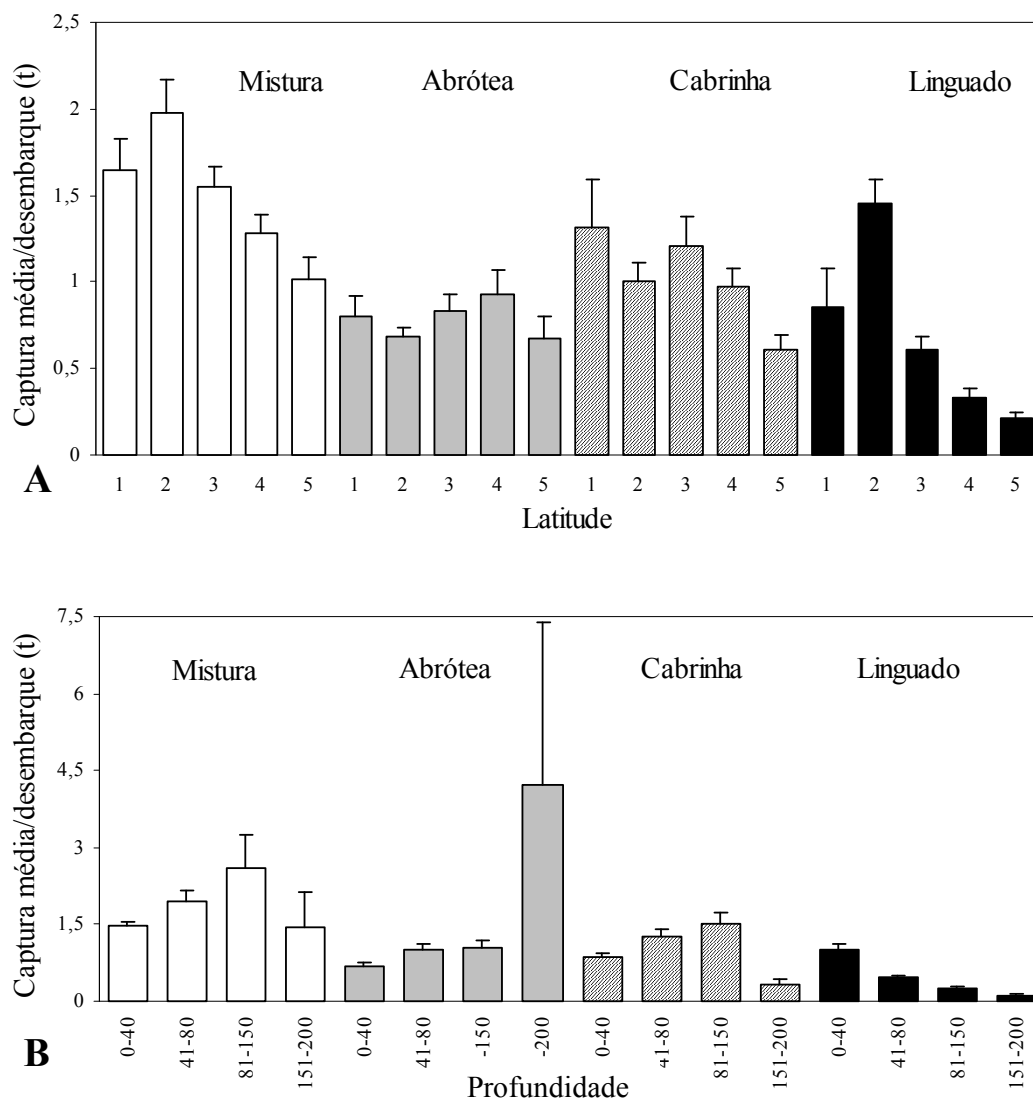 2,5
2
1,5
1
0,5
0
Captura média/desembarque (t)
Mistura Abrótea Cabrinha Linguado
1 2 3 4 5 1 2 3 4 5 1 2 3 4 5 1 2 3 4 5
Latitude
A
7,5
6
4,5
3
1,5
0
Captura média/desembarque (t)
Mistura Abrótea Cabrinha Linguado
0-40 41-80 81-150 151-200 0-40 41-80 -150 -200 0-40 41-80 81-150 151-200 0-40 41-80 81-150 151-200
Profundidade
B